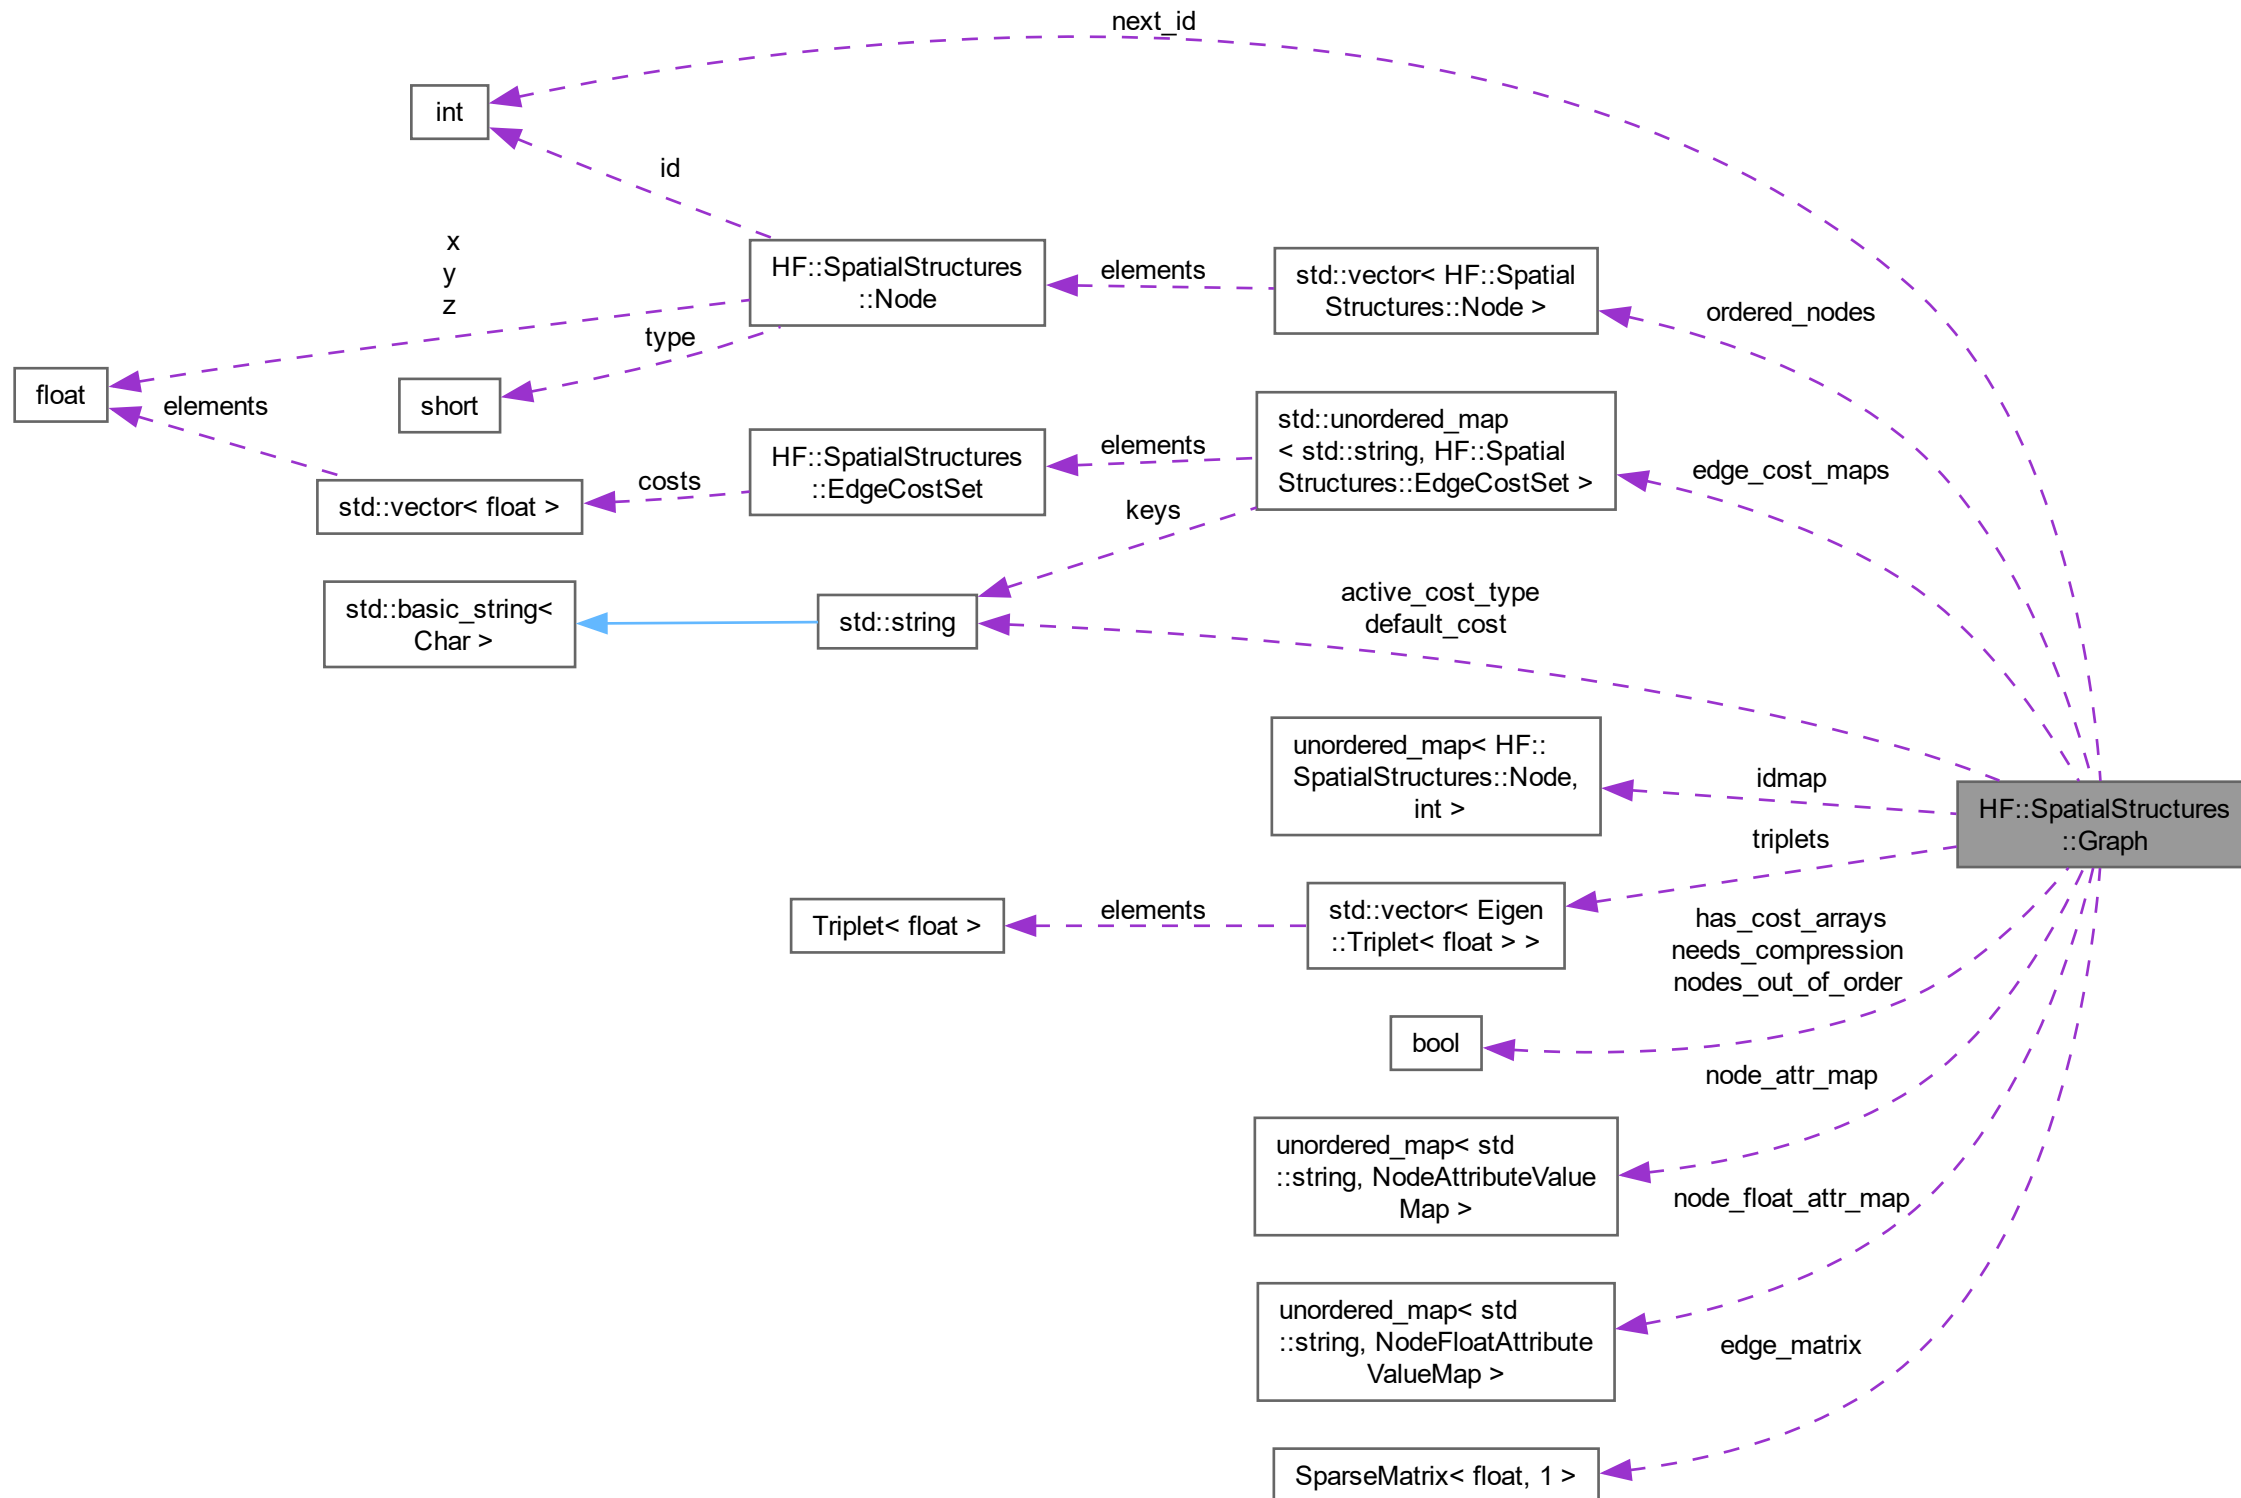 next_id
int
id
x
y
z
HF::SpatialStructures
::Node
elements
std::vector< HF::Spatial
Structures::Node >
ordered_nodes
type
float
short
elements
std::vector< float >
costs
HF::SpatialStructures
::EdgeCostSet
elements
std::unordered_map
< std::string, HF::Spatial
Structures::EdgeCostSet >
edge_cost_maps
keys
std::basic_string<
Char >
std::string
active_cost_type
default_cost
unordered_map< HF::
SpatialStructures::Node,
int >
idmap
HF::SpatialStructures
::Graph
triplets
Triplet< float >
elements
std::vector< Eigen
::Triplet< float > >
has_cost_arrays
needs_compression
nodes_out_of_order
bool
node_attr_map
unordered_map< std
::string, NodeAttributeValue
Map >
node_float_attr_map
unordered_map< std
::string, NodeFloatAttribute
ValueMap >
edge_matrix
SparseMatrix< float, 1 >